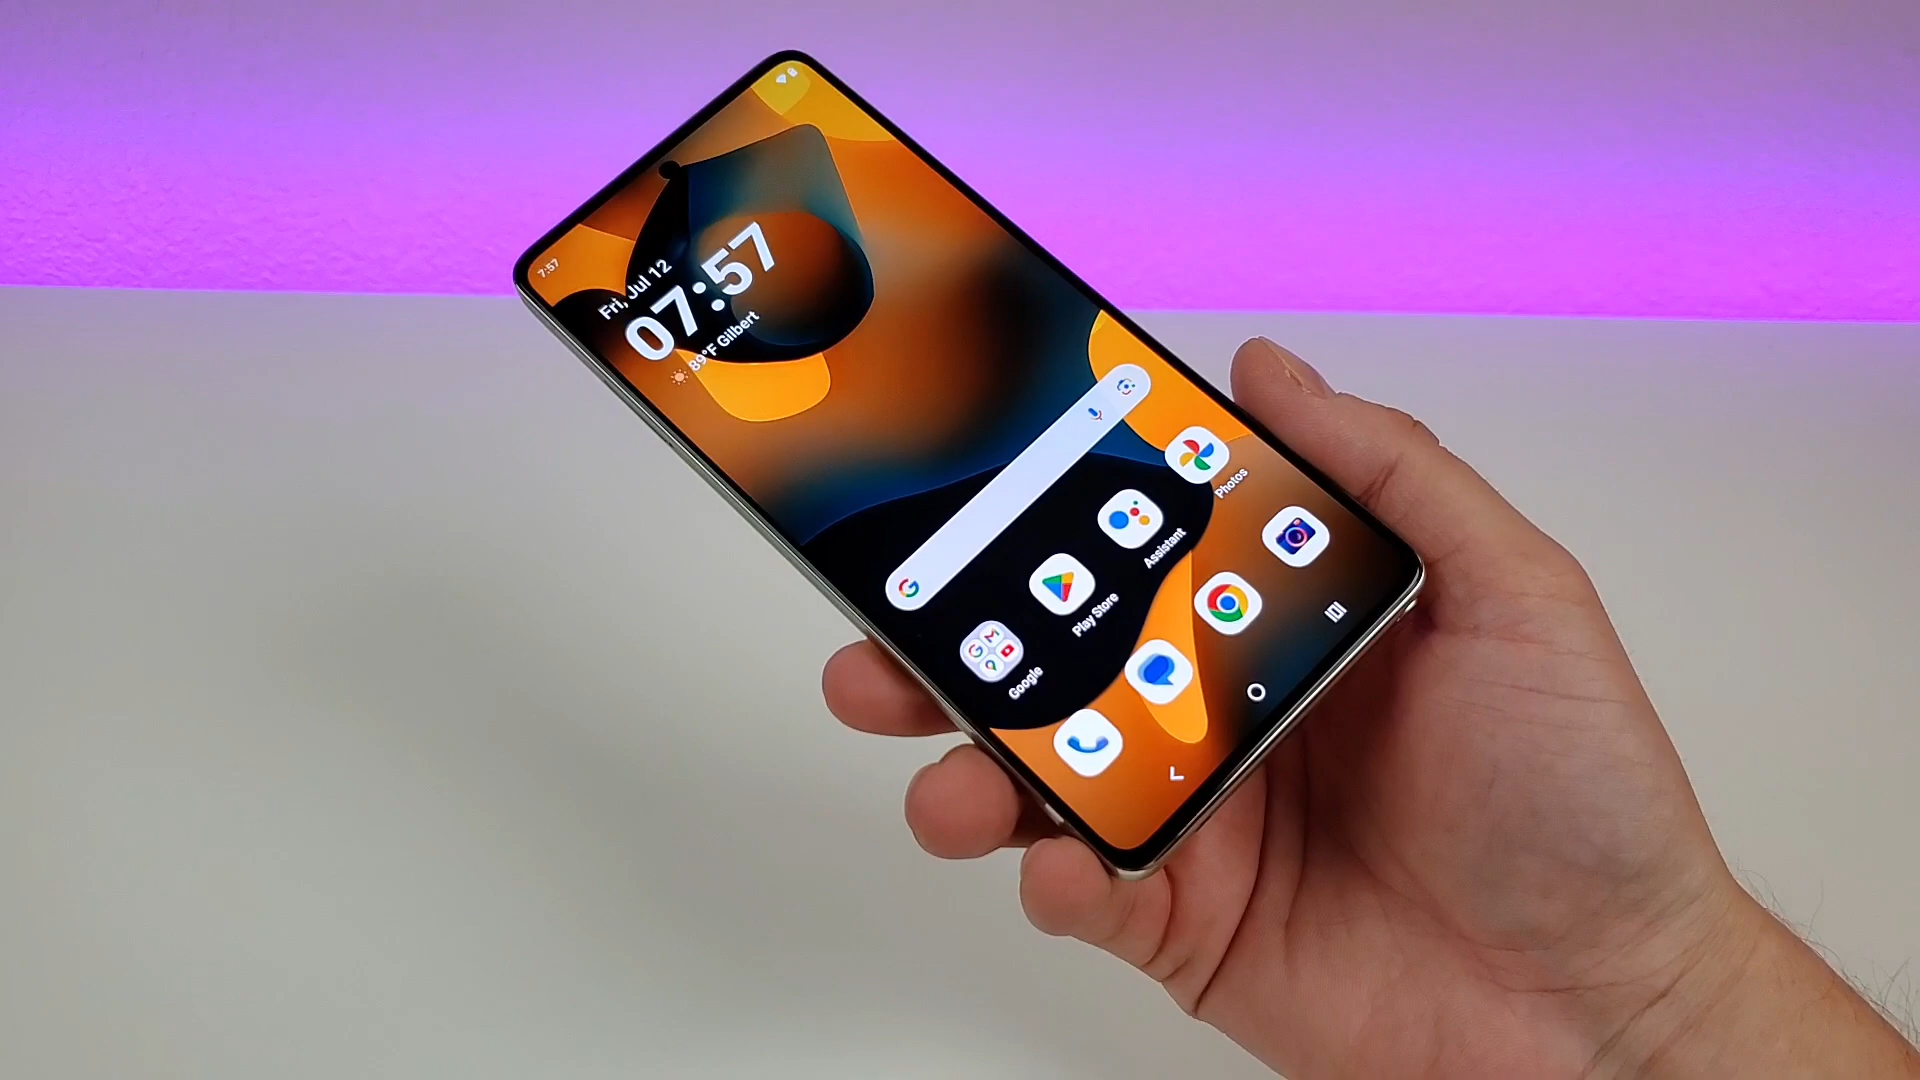 7:57
Fri, Jul 12
07:57
89°F Gilbert
Google
Play Store
Assistant
Photos